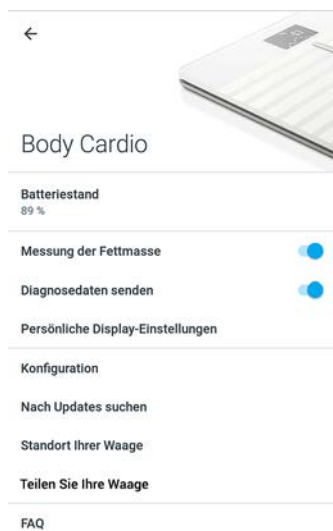 Body Cardio
Batteriestand
89 %
Messung der Fettmasse
Diagnosedaten senden
Persönliche Display-Einstellungen
Konfiguration
Nach Updates suchen
Standort Ihrer Waage
Teilen Sie Ihre Waage
FAQ